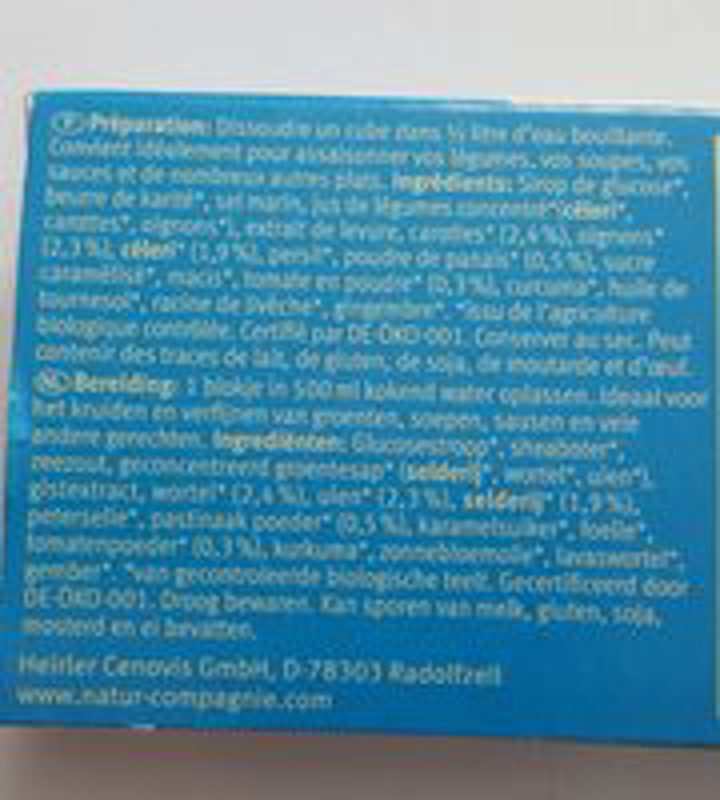 F Préparation: Dissoudre un cube dans ½ litre d'eau bouillante.
Convient idéalement pour assaisonner vos légumes, vos soupes, vos
sauces et de nombreux autres plats. Ingrédients: Sirop de glucose*,
beurre de karité*, sel marin, jus de légumes concentré* (céleri*,
carottes*, oignons*), extrait de levure, carottes* (2,4 %), oignons*
(2,3 %), céleri* (1,9 %), persil*, poudre de panais* (0,5 %), sucre
caramélisé*, macis*, tomate en poudre* (0,3 %), curcuma*, huile de
tournesol*, racine de livèche*, gingembre*. *issu de l'agriculture
biologique contrôlée. Certifié par DE-ÖKO-001. Conserver au sec. Peut
contenir des traces de lait, de gluten, de soja, de moutarde et d'œuf.
NL Bereiding: 1 blokje in 500 ml kokend water oplossen. Ideaal voor
het kruiden en verfijnen van groenten, soepen, sausen en vele
andere gerechten. Ingrediënten: Glucosestroop*, sheaboter*,
zeezout, geconcentreerd groentesap* (selderij*, wortel*, uien*),
gistextract, wortel* (2,4 %), uien* (2,3 %), selderij* (1,9 %),
peterselie*, pastinaak poeder* (0,5 %), karamelsuiker*, foelie*,
tomatenpoeder* (0,3 %), kurkuma*, zonnebloemolie*, lavaswortel*,
gember*. *van gecontroleerde biologische teelt. Gecertificeerd door
DE-ÖKO-001. Droog bewaren. Kan sporen van melk, gluten, soja,
mosterd en ei bevatten.
Heirler Cenovis GmbH, D-78303 Radolfzell
www.natur-compagnie.com